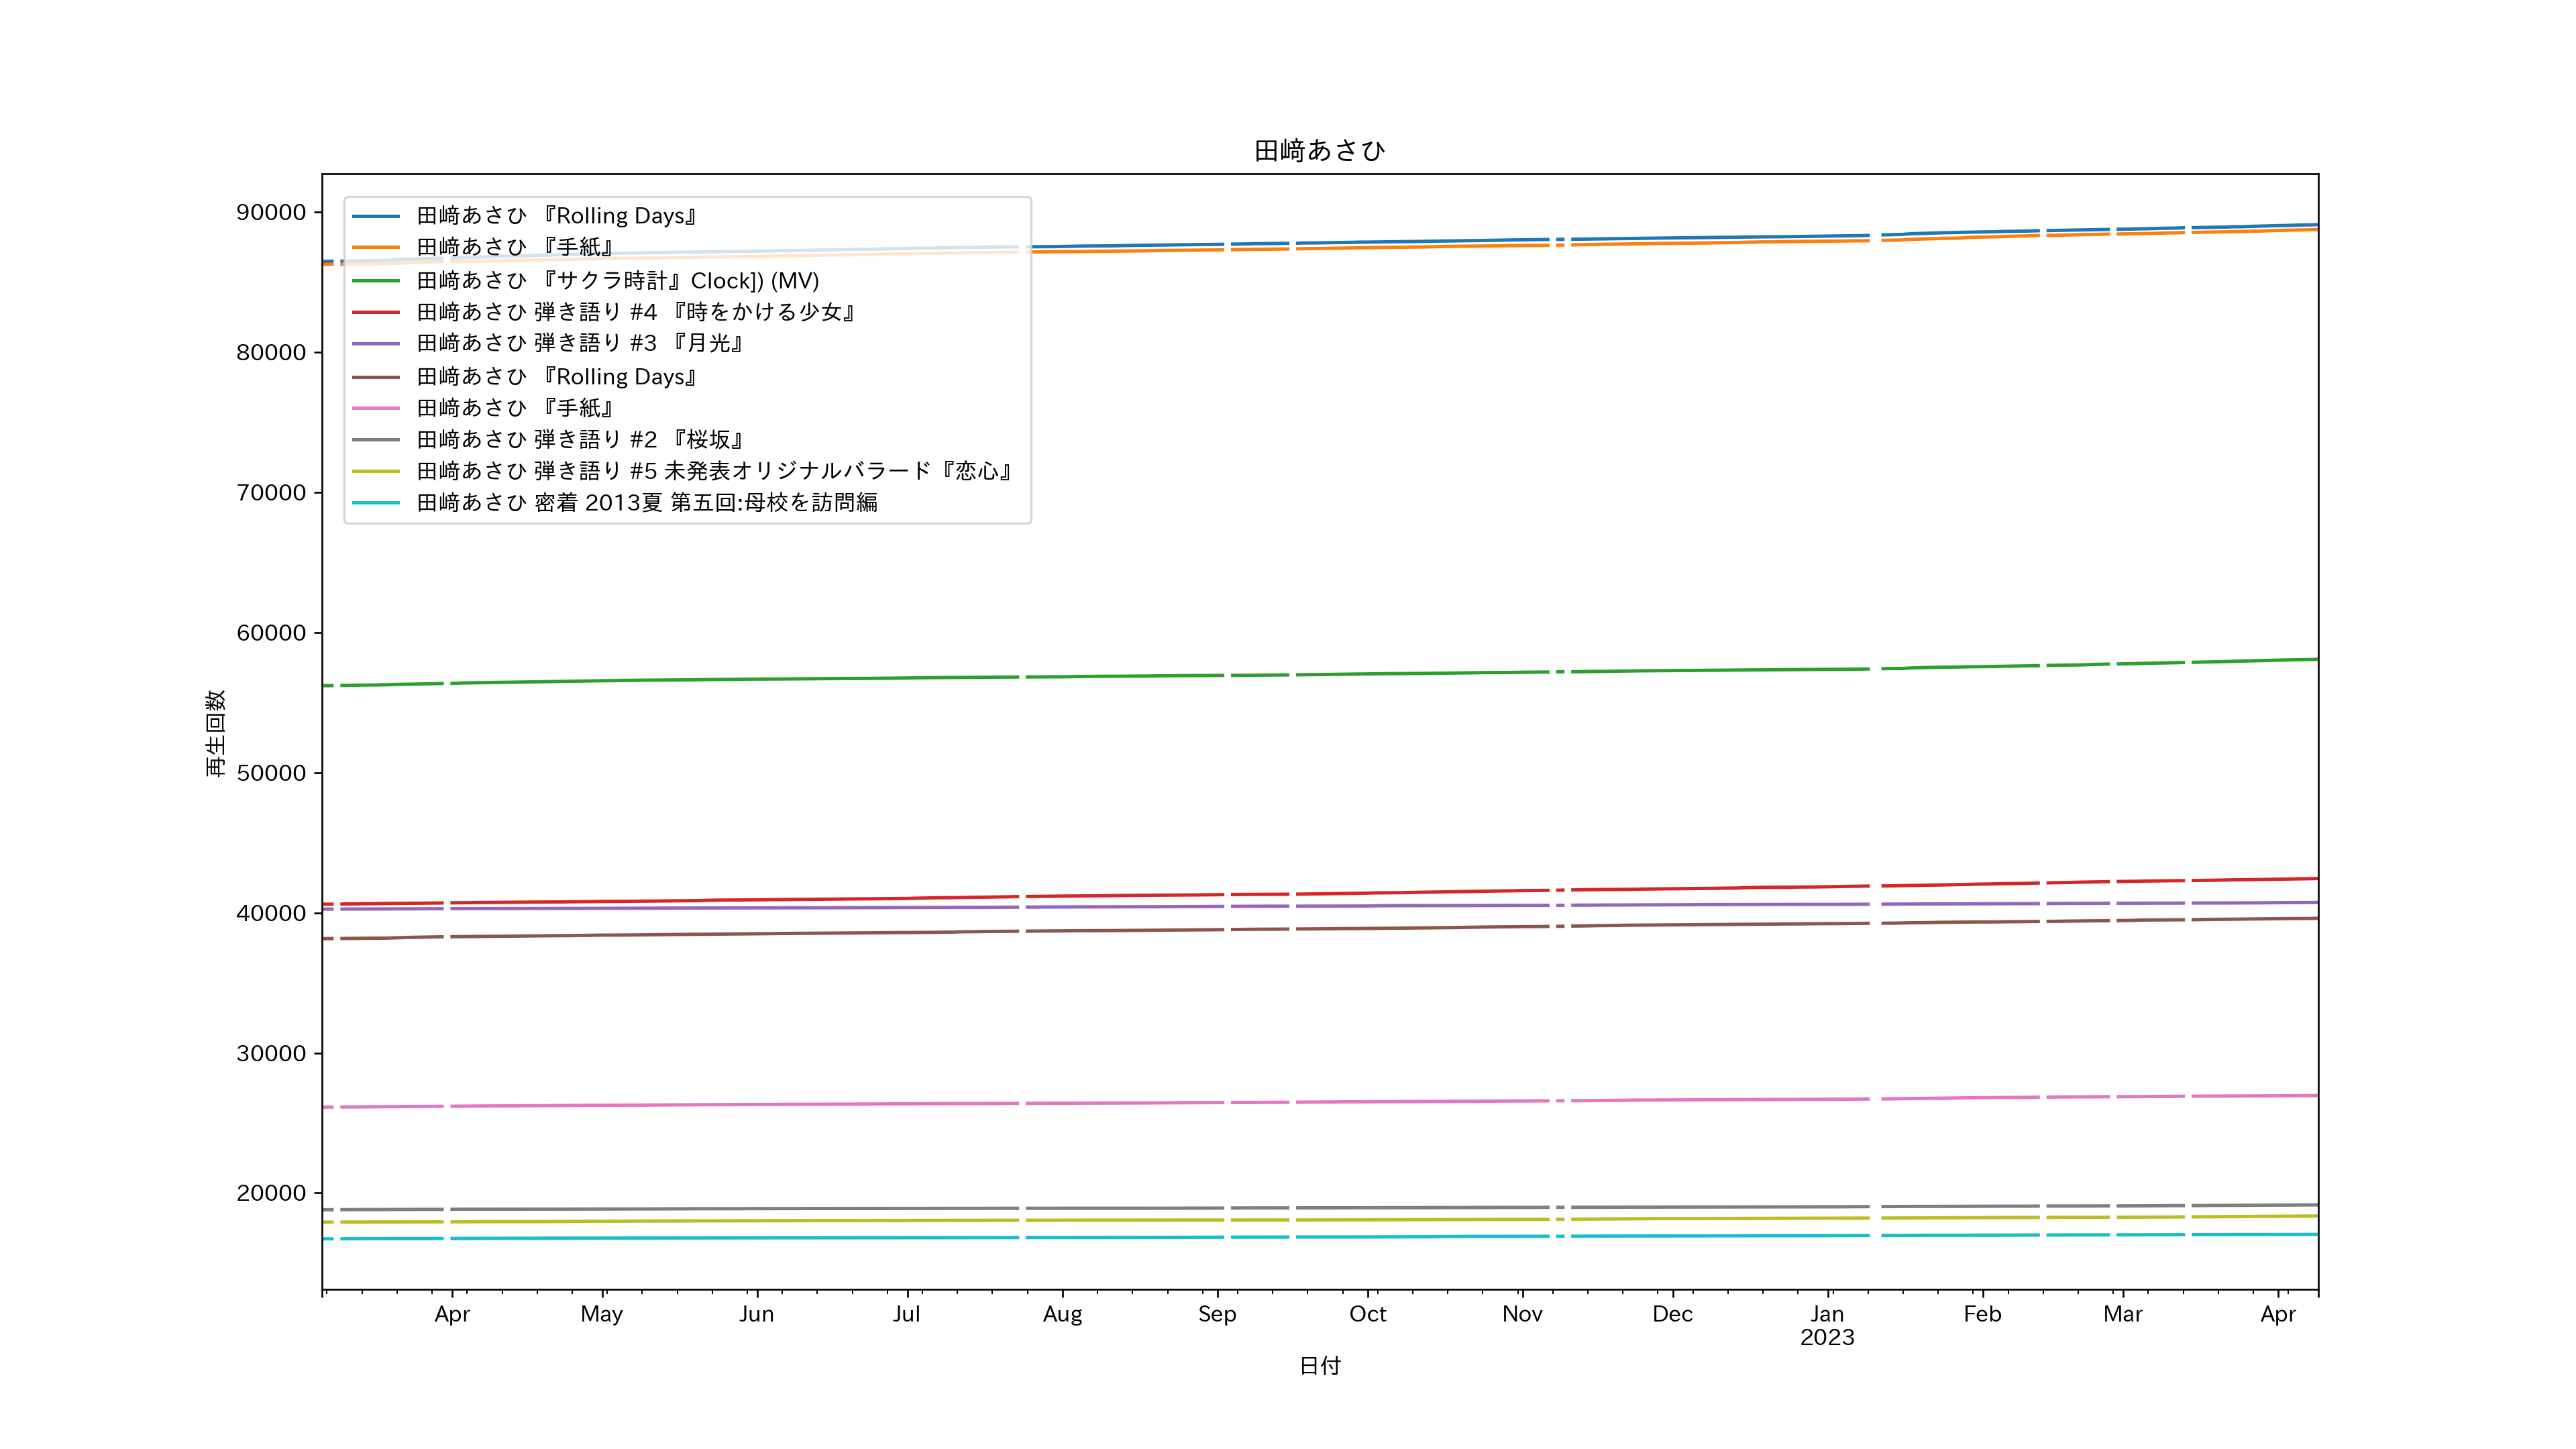 田﨑あさひ
90000
80000
70000
60000
50000
40000
30000
20000
再生回数
田﨑あさひ 『Rolling Days』
田﨑あさひ 『手紙』
田﨑あさひ 『サクラ時計』Clock]) (MV)
田﨑あさひ 弾き語り #4 『時をかける少女』
田﨑あさひ 弾き語り #3 『月光』
田﨑あさひ 『Rolling Days』
田﨑あさひ 『手紙』
田﨑あさひ 弾き語り #2 『桜坂』
田﨑あさひ 弾き語り #5 未発表オリジナルバラード『恋心』
田﨑あさひ 密着 2013夏 第五回:母校を訪問編
Apr May Jun Jul Aug Sep Oct Nov Dec Jan Feb Mar Apr
2023
日付